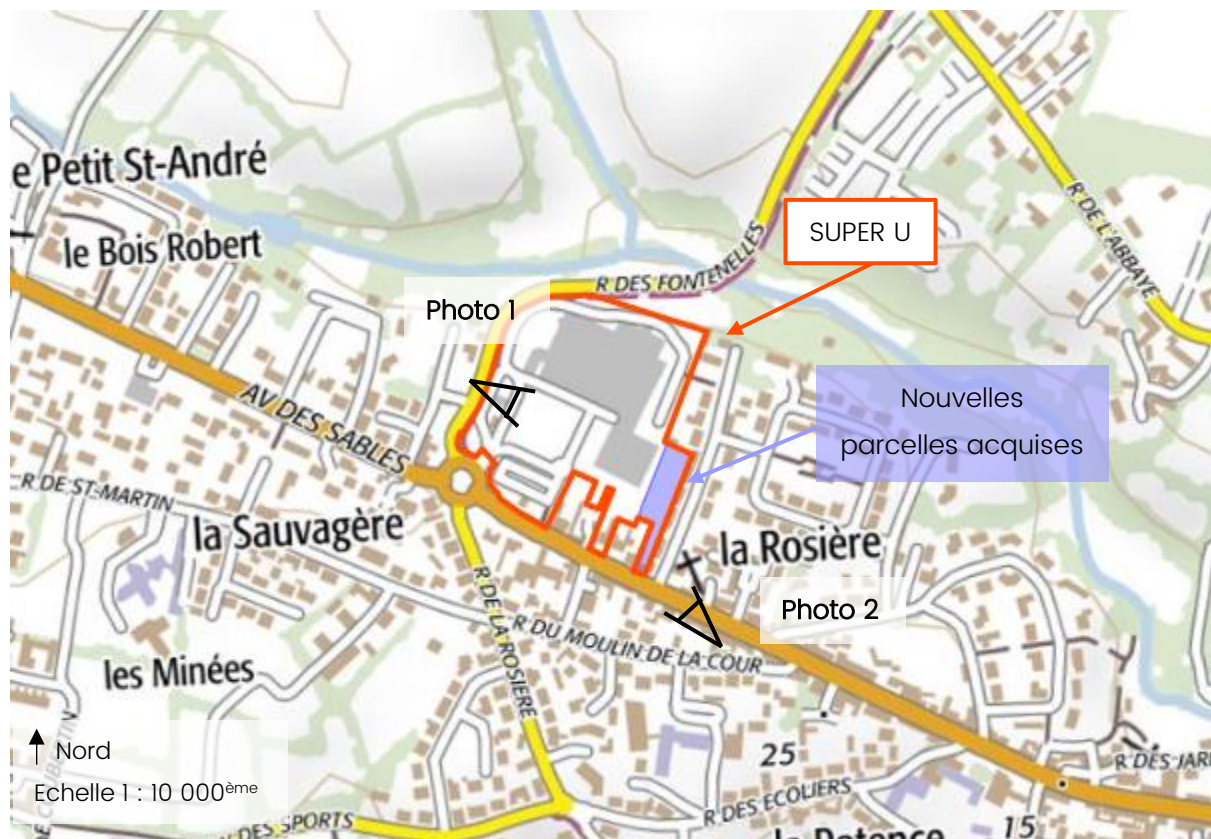 e Petit St-André
le Bois Robert
R DES FONTENELLES
R DE L'ABBAYE
SUPER U
Photo 1
Nouvelles
parcelles acquises
AV DES SABLES
R DE ST-MARTIN
la Sauvagère
la Rosière
Photo 2
R DE LA ROSIERE
R DU MOULIN DE LA COUR
les Minées
Nord
Echelle 1 : 10 000ème
25
R DES JARI
R DES ECOLIERS
DES SPORTS
15